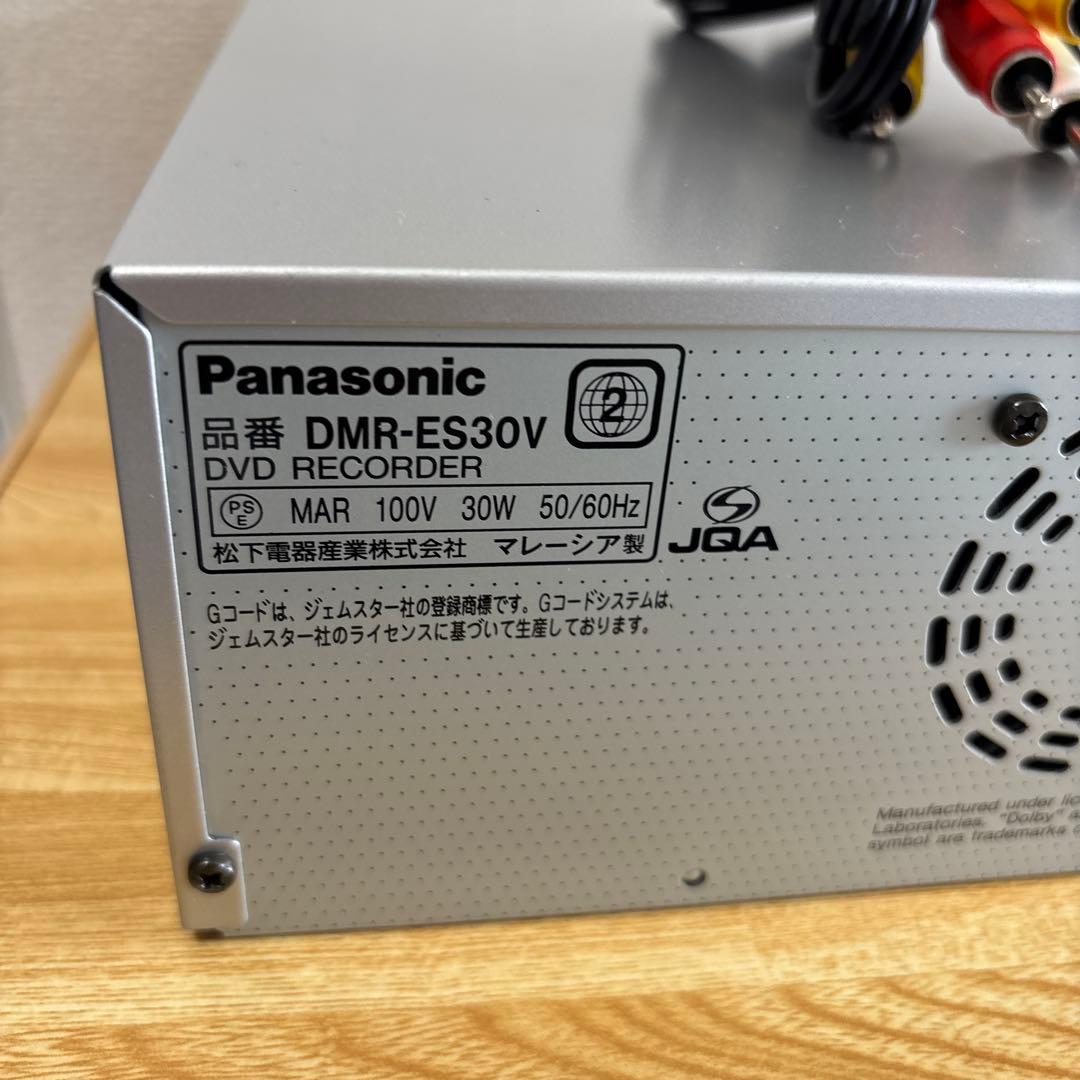 Panasonic
2
品番 DMR-ES30V
DVD RECORDER
PSE MAR 100V 30W 50/60Hz
松下電器産業株式会社 マレーシア製
JQA
Gコードは、ジェムスター社の登録商標です。Gコードシステムは、
ジェムスター社のライセンスに基づいて生産しております。
Manufactured under
Laboratories, "Dolby"
symbol are trademarks